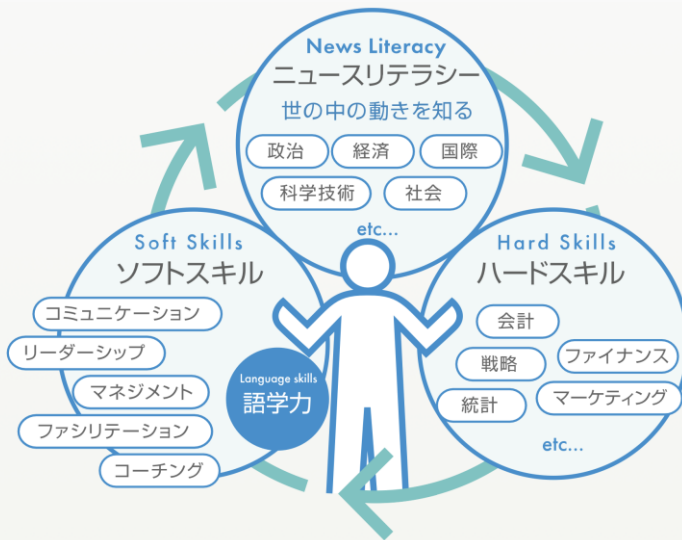 News Literacy
ニュースリテラシー
世の中の動きを知る
政治
経済
国際
科学技術
社会
etc...
Soft Skills
ソフトスキル
コミュニケーション
リーダーシップ
マネジメント
ファシリテーション
コーチング
Language skills
語学力
Hard Skills
ハードスキル
会計
戦略
ファイナンス
統計
マーケティング
etc...